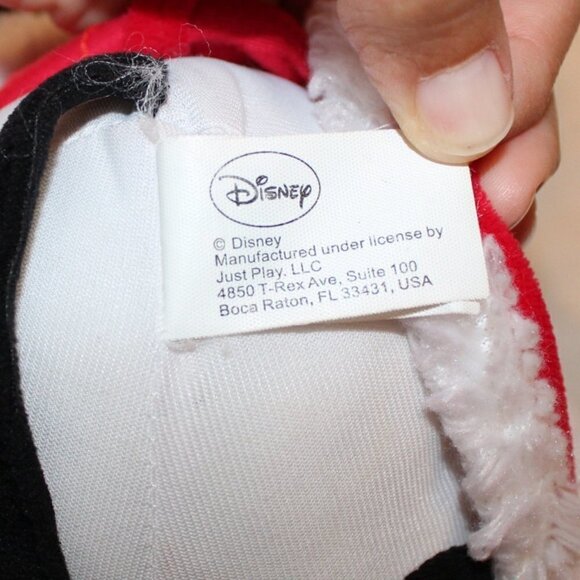 Disney
© Disney
Manufactured under license by
Just Play, LLC
4850 T-Rex Ave, Suite 100
Boca Raton, FL 33431, USA